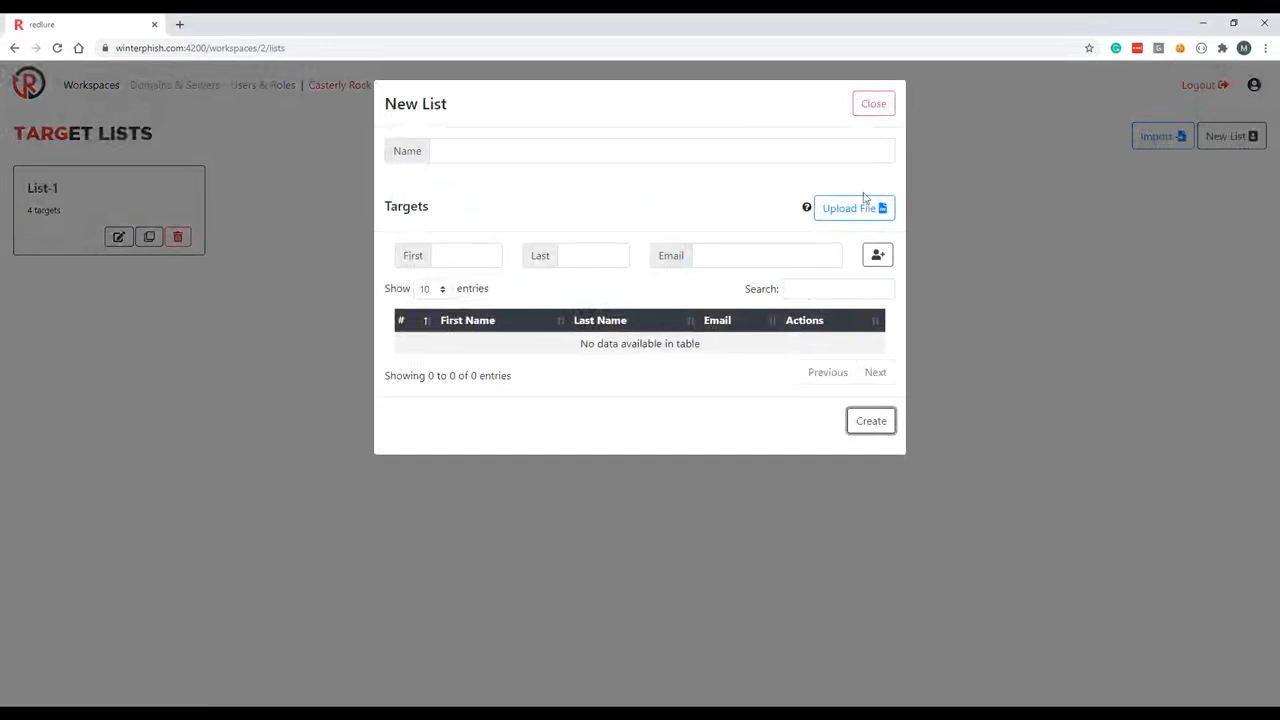 R redlure
winterphish.com:4200/workspaces/2/lists
M
R Workspaces Domains & Servers Users & Roles | Casterly Rock Logout
TARGET LISTS
Import New List
List-1
4 targets
New List Close
Name
Targets Upload File
First Last Email
Show 10 entries Search:
# First Name Last Name Email Actions
No data available in table
Showing 0 to 0 of 0 entries Previous Next
Create